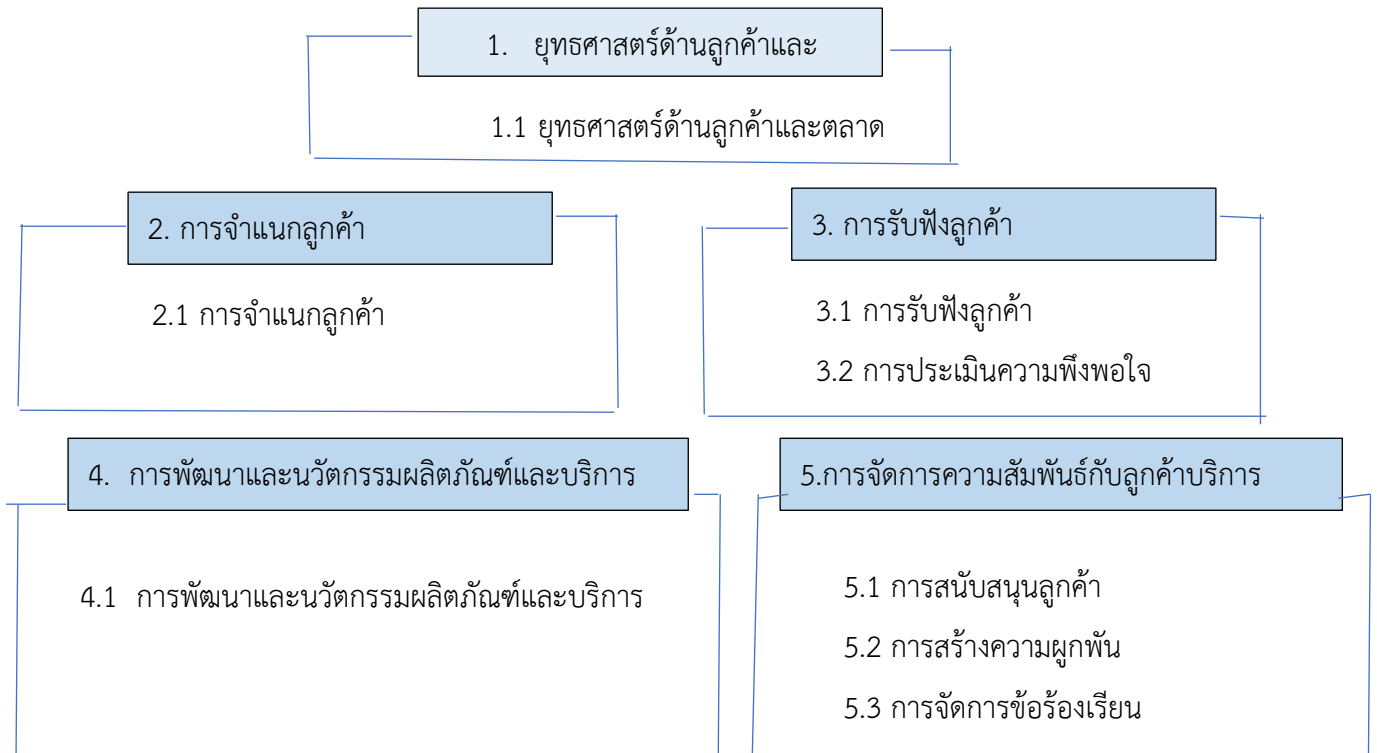 1. ยุทธศาสตร์ด้านลูกค้าและ
1.1 ยุทธศาสตร์ด้านลูกค้าและตลาด
2. การจำแนกลูกค้า
2.1 การจำแนกลูกค้า
3. การรับฟังลูกค้า
3.1 การรับฟังลูกค้า
3.2 การประเมินความพึงพอใจ
4. การพัฒนาและนวัตกรรมผลิตภัณฑ์และบริการ
4.1 การพัฒนาและนวัตกรรมผลิตภัณฑ์และบริการ
5.การจัดการความสัมพันธ์กับลูกค้าบริการ
5.1 การสนับสนุนลูกค้า
5.2 การสร้างความผูกพัน
5.3 การจัดการข้อร้องเรียน